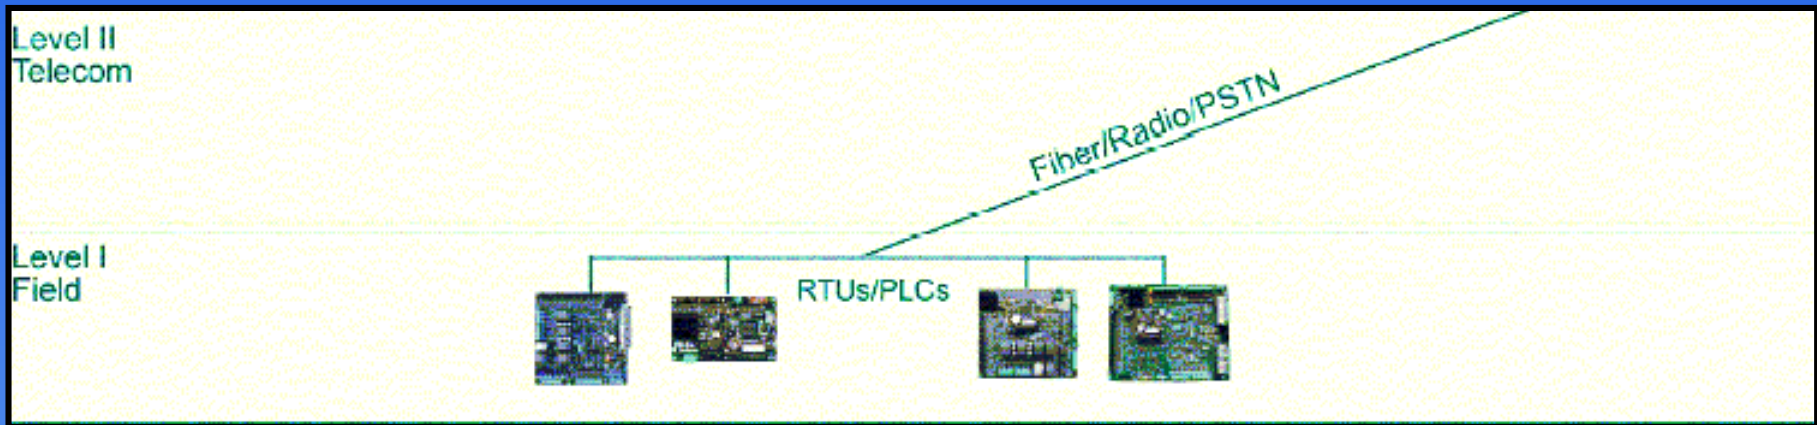 Level II
Telecom
Fiber/Radio/PSTN
Level I
Field
RTUs/PLCs